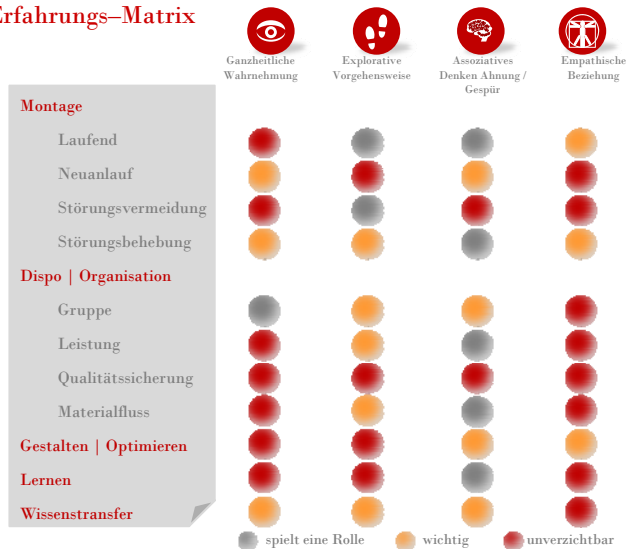 Erfahrungs–Matrix
Ganzheitliche
Wahrnehmung
Explorative
Vorgehensweise
Assoziatives
Denken Ahnung /
Gespür
Empathische
Beziehung
Montage
Laufend
Neuanlauf
Störungsvermeidung
Störungsbehebung
Dispo | Organisation
Gruppe
Leistung
Qualitätssicherung
Materialfluss
Gestalten | Optimieren
Lernen
Wissenstransfer
spielt eine Rolle
wichtig
unverzichtbar